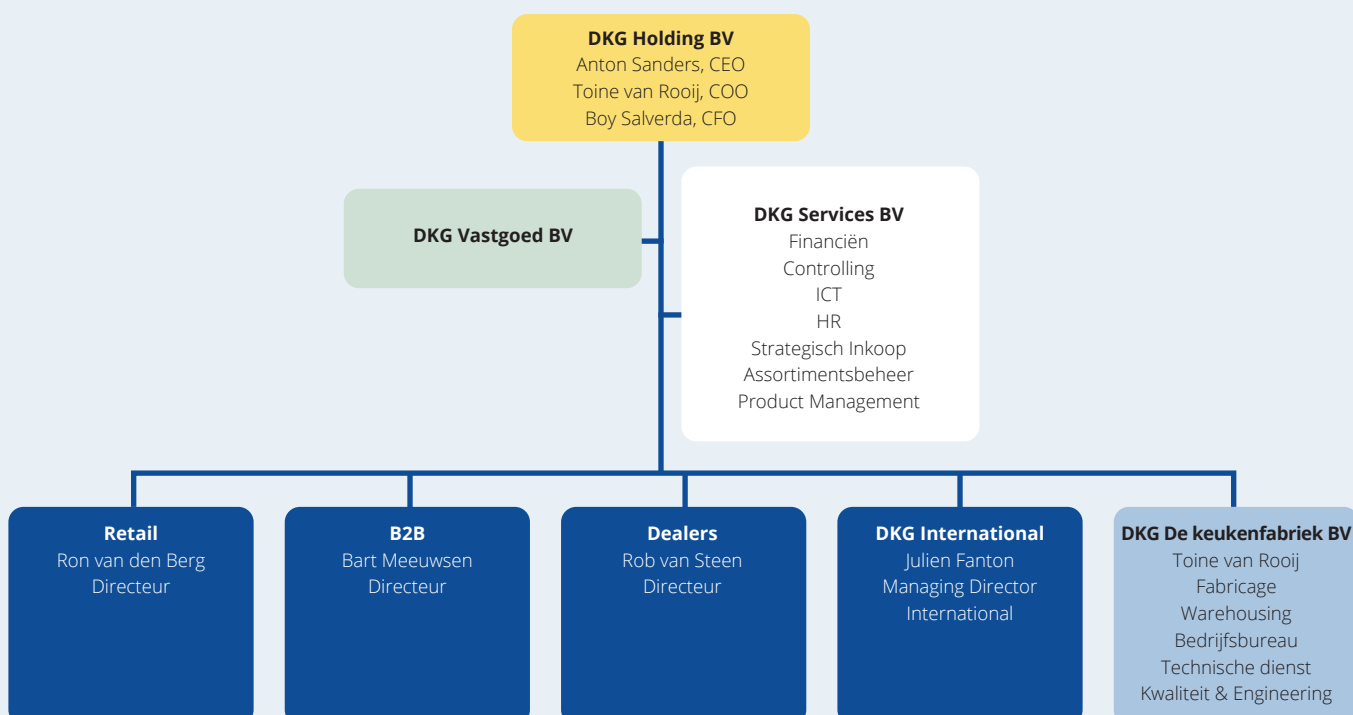 DKG Holding BV
Anton Sanders, CEO
Toine van Rooij, COO
Boy Salverda, CFO
DKG Vastgoed BV
DKG Services BV
Financiën
Controlling
ICT
HR
Strategisch Inkoop
Assortimentsbeheer
Product Management
Retail
Ron van den Berg
Directeur
B2B
Bart Meeuwsen
Directeur
Dealers
Rob van Steen
Directeur
DKG International
Julien Fanton
Managing Director
International
DKG De keukenfabriek BV
Toine van Rooij
Fabricage
Warehousing
Bedrijfsbureau
Technische dienst
Kwaliteit & Engineering